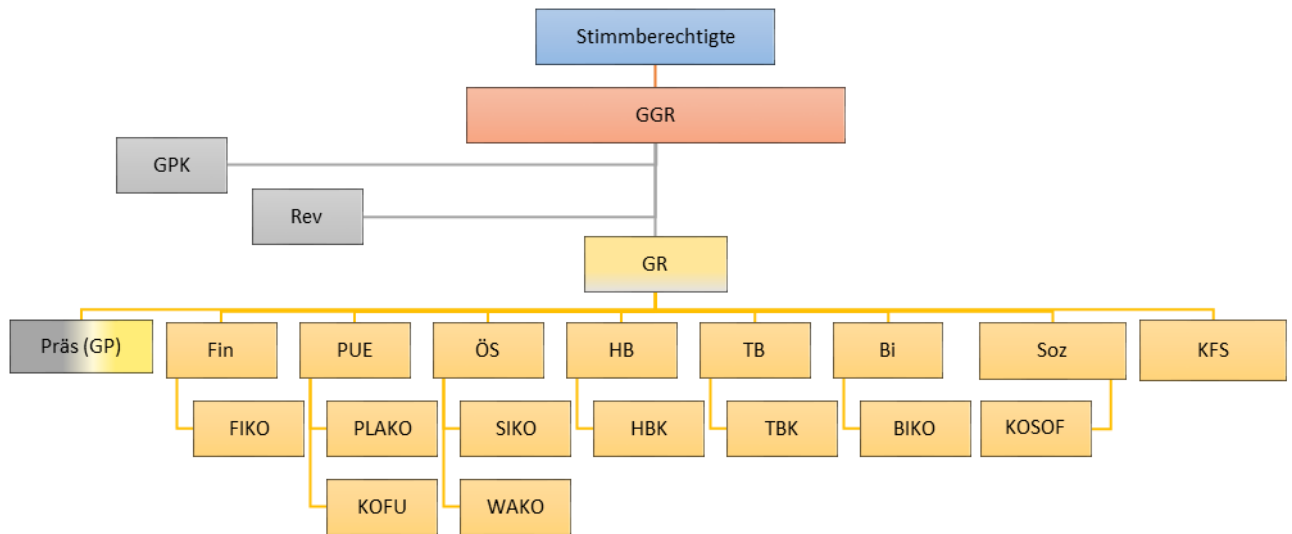 Stimmberechtigte
GGR
GPK
Rev
GR
Präs (GP)
Fin
PUE
ÖS
HB
TB
Bi
Soz
KFS
FIKO
PLAKO
SIKO
HBK
TBK
BIKO
KOSOF
KOFU
WAKO